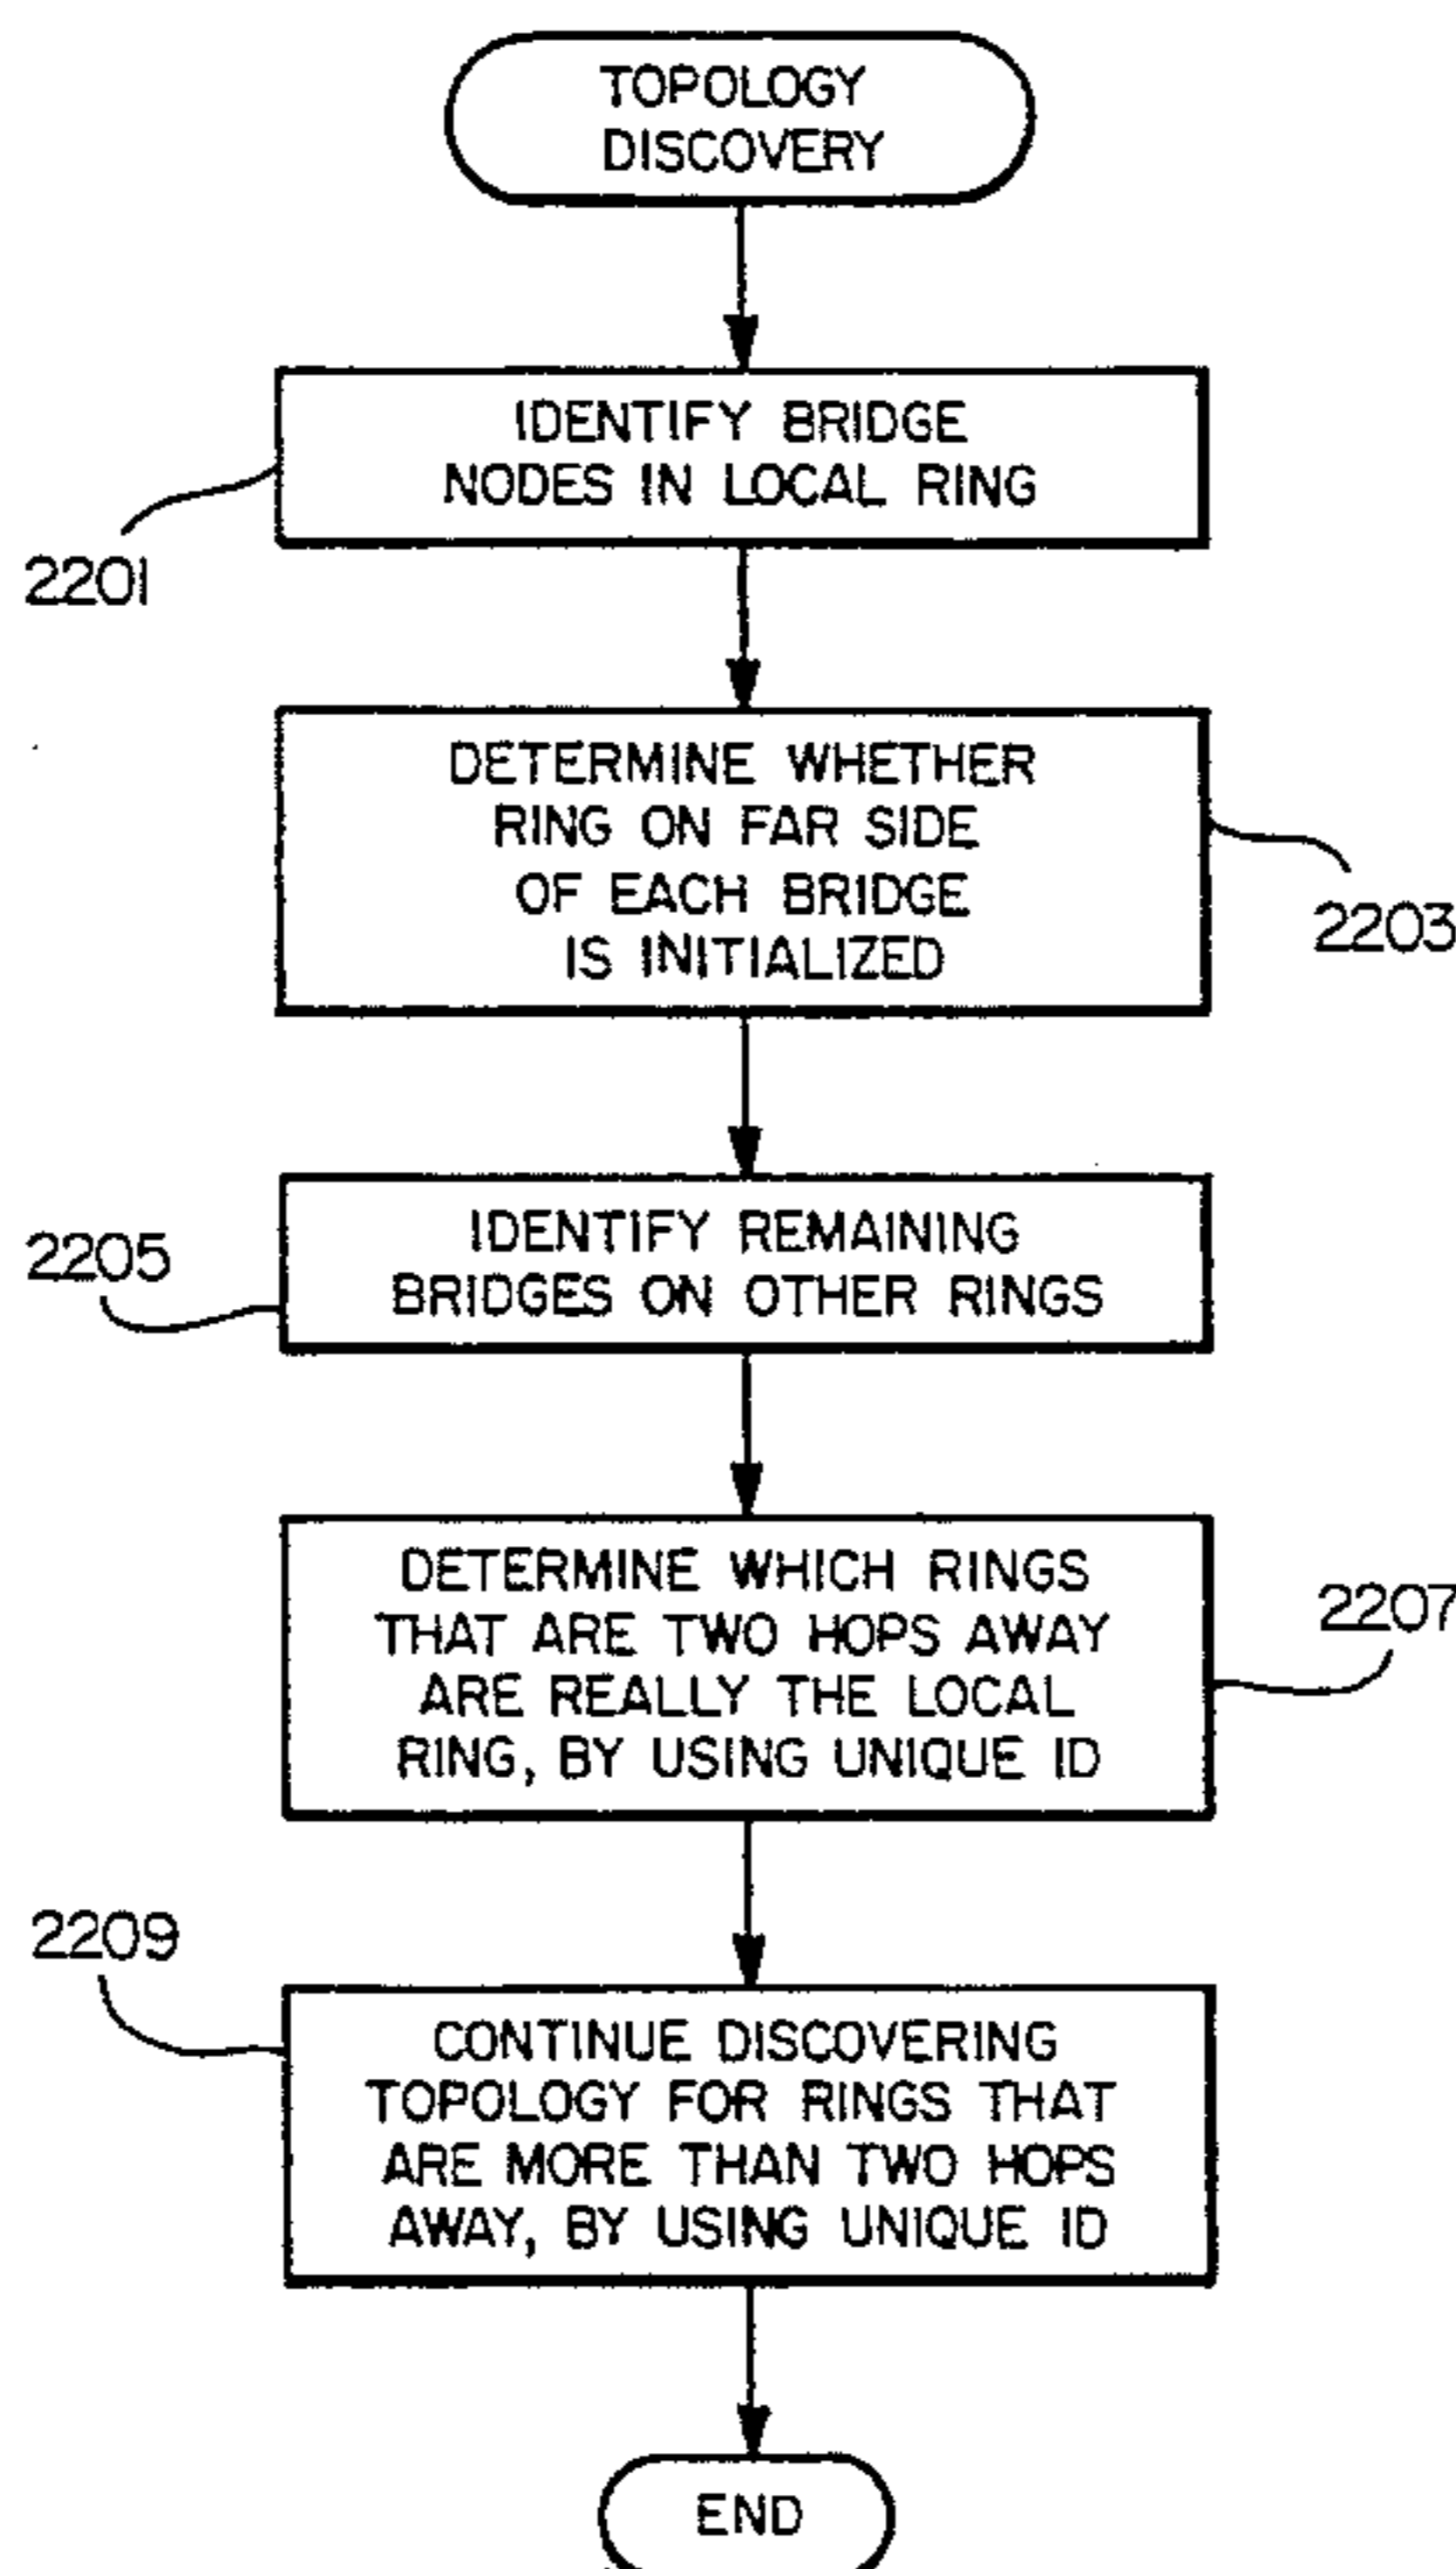 TOPOLOGY
DISCOVERY
IDENTIFY BRIDGE
NODES IN LOCAL RING
2201
DETERMINE WHETHER
RING ON FAR SIDE
OF EACH BRIDGE
IS INITIALIZED
2203
IDENTIFY REMAINING
BRIDGES ON OTHER RINGS
2205
DETERMINE WHICH RINGS
THAT ARE TWO HOPS AWAY
ARE REALLY THE LOCAL
RING, BY USING UNIQUE ID
2207
2209
CONTINUE DISCOVERING
TOPOLOGY FOR RINGS THAT
ARE MORE THAN TWO HOPS
AWAY, BY USING UNIQUE ID
END